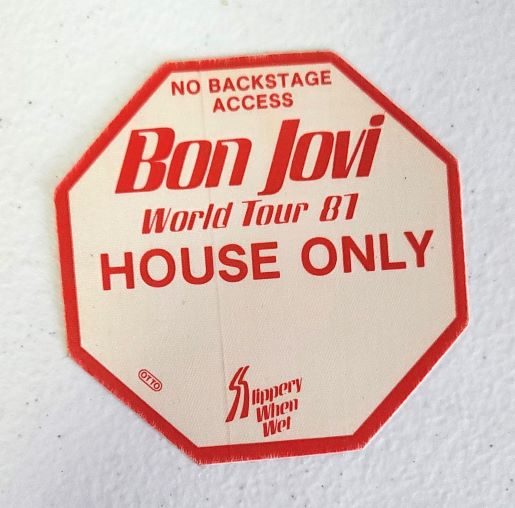 NO BACKSTAGE
ACCESS
Bon Jovi
World Tour 87
HOUSE ONLY
OTTO
Slippery
When
Wet